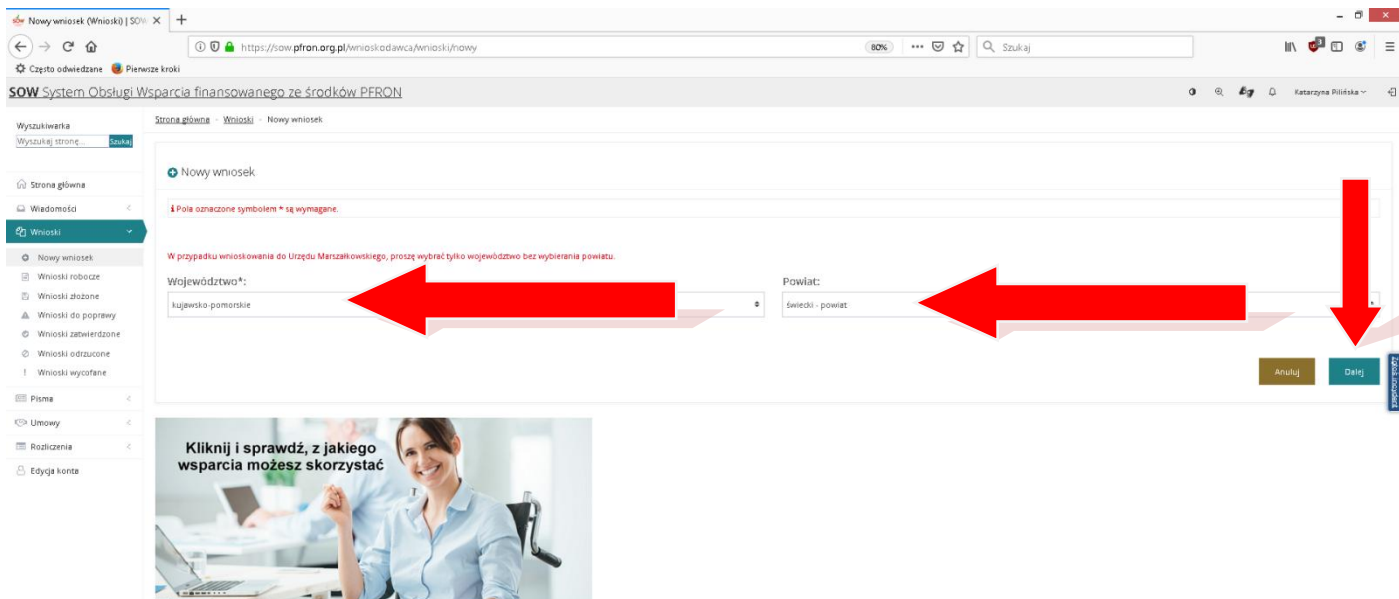 Nowy wniosek (Wnioski) | SOW
https://sow.pfron.org.pl/wnioskodawca/wnioski/nowy
80%
Szukaj
Często odwiedzane
Pierwsze kroki
SOW System Obsługi Wsparcia finansowanego ze środków PFRON
Katarzyna Pilińska
Wyszukiwarka
Wyszukaj stronę...
Szukaj
Strona główna - Wnioski - Nowy wniosek
Strona główna
Wiadomości
Wnioski
Nowy wniosek
Wnioski robocze
Wnioski złożone
Wnioski do poprawy
Wnioski zatwierdzone
Wnioski odrzucone
Wnioski wycofane
Pisma
Umowy
Rozliczenia
Edycja konta
Nowy wniosek
Pola oznaczone symbolem * są wymagane.
W przypadku wnioskowania do Urzędu Marszałkowskiego, proszę wybrać tylko województwo bez wybierania powiatu.
Województwo*:
kujawsko-pomorskie
Powiat:
świecki - powiat
Anuluj
Dalej
Zgłoś incydent
Kliknij i sprawdź, z jakiego
wsparcia możesz skorzystać